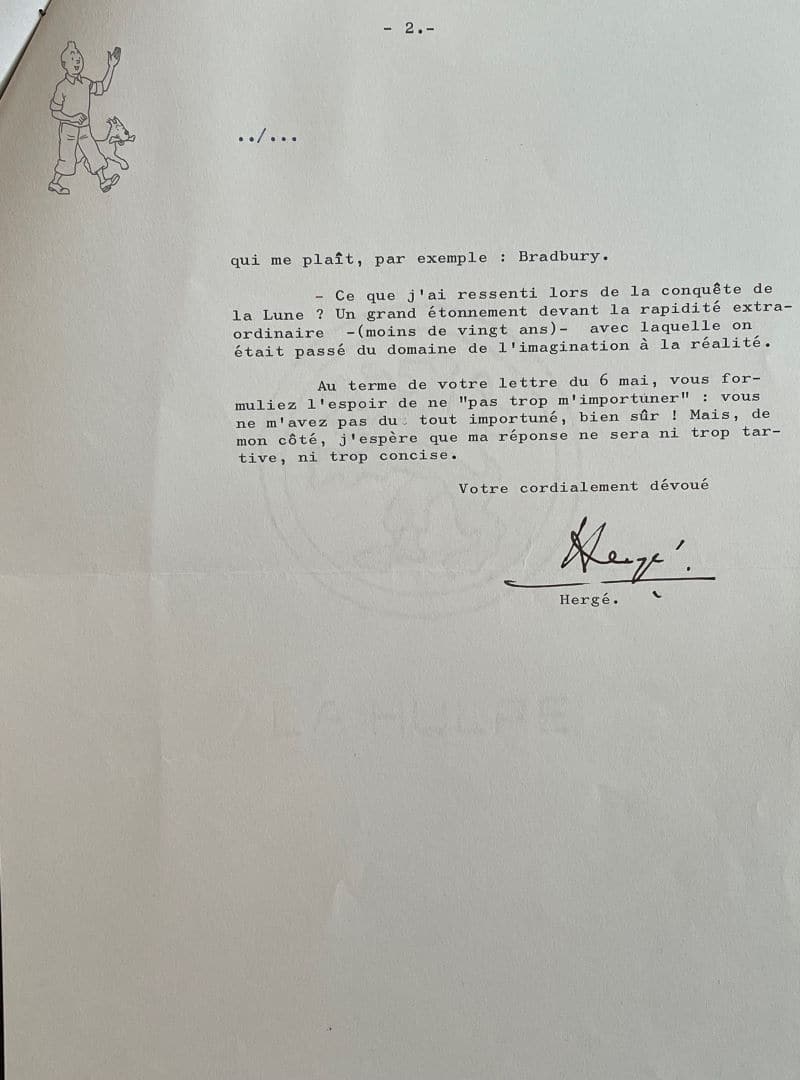 - 2.-
../...
qui me plaît, par exemple : Bradbury.
- Ce que j'ai ressenti lors de la conquête de
la Lune ? Un grand étonnement devant la rapidité extra-
ordinaire -(moins de vingt ans)- avec laquelle on
était passé du domaine de l'imagination à la réalité.
Au terme de votre lettre du 6 mai, vous for-
muliez l'espoir de ne "pas trop m'importuner" : vous
ne m'avez pas du tout importuné, bien sûr ! Mais, de
mon côté, j'espère que ma réponse ne sera ni trop tar-
tive, ni trop concise.
Votre cordialement dévoué
Hergé.
Hergé.
LA HULPE